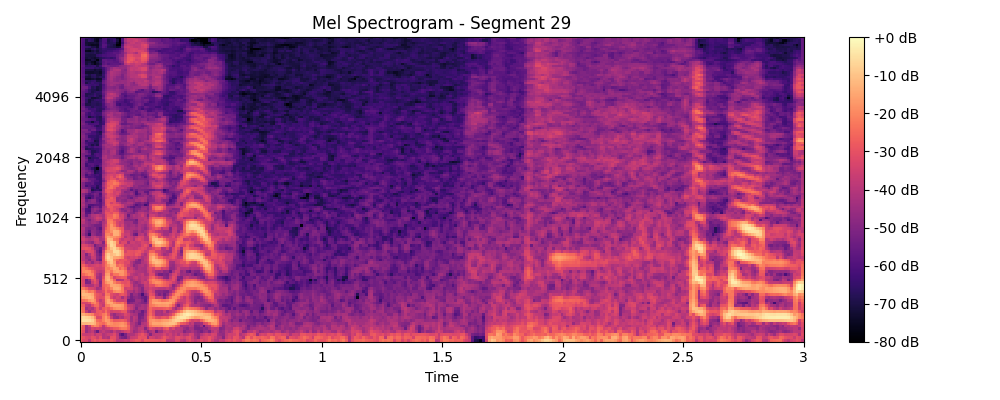 Mel Spectrogram - Segment 29
Frequency
4096
2048
1024
512
0
0
0.5
1
1.5
2
2.5
3
Time
+0 dB
-10 dB
-20 dB
-30 dB
-40 dB
-50 dB
-60 dB
-70 dB
-80 dB